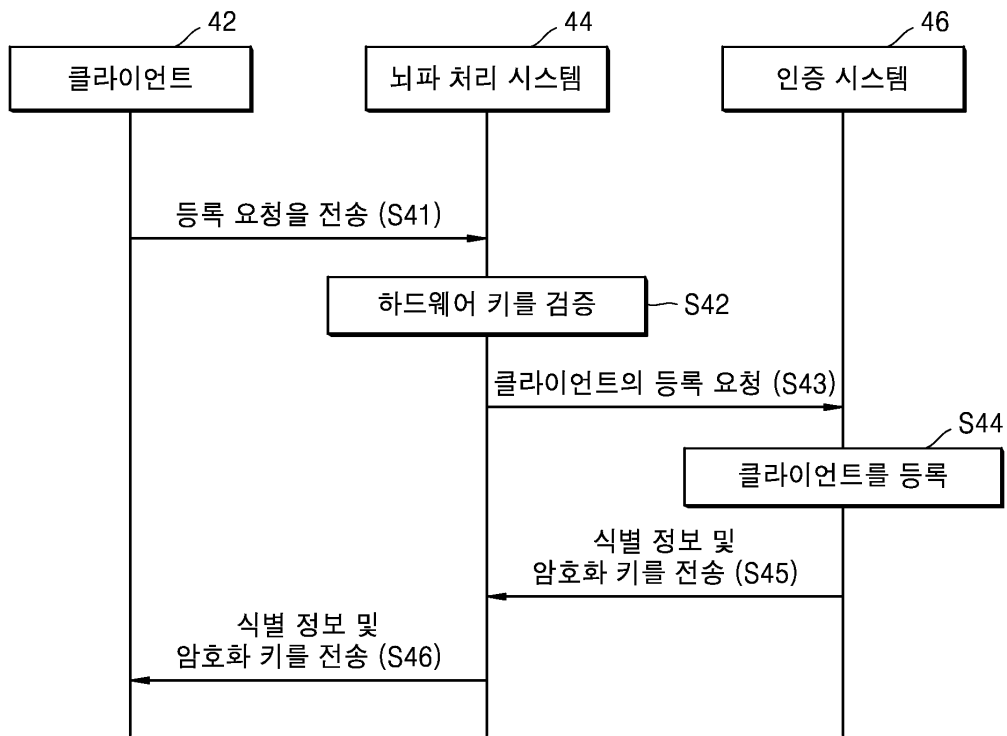 42
44
46
클라이언트
뇌파 처리 시스템
인증 시스템
등록 요청을 전송 (S41)
하드웨어 키를 검증
S42
클라이언트의 등록 요청 (S43)
S44
클라이언트를 등록
식별 정보 및
암호화 키를 전송 (S45)
식별 정보 및
암호화 키를 전송 (S46)